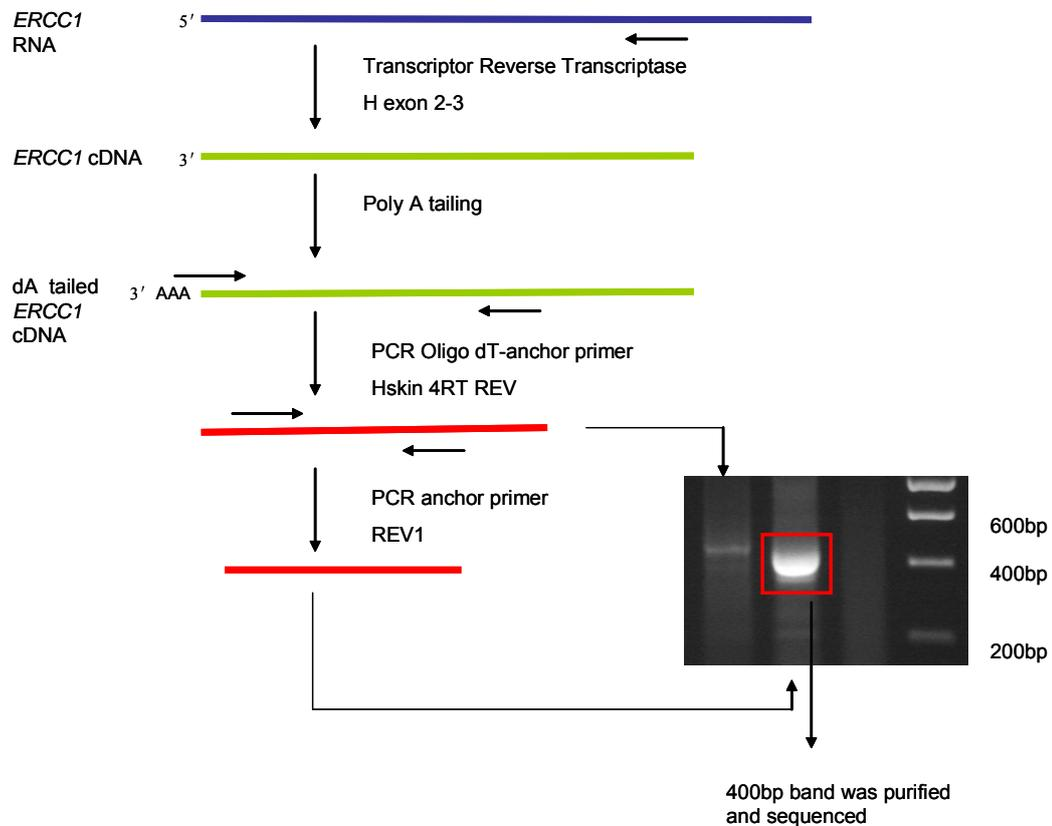 ERCC1
RNA
5′
Transcriptor Reverse Transcriptase
H exon 2-3
ERCC1 cDNA
3′
Poly A tailing
dA tailed
ERCC1
cDNA
3′ AAA
PCR Oligo dT-anchor primer
Hskin 4RT REV
PCR anchor primer
REV1
600bp
400bp
200bp
400bp band was purified
and sequenced